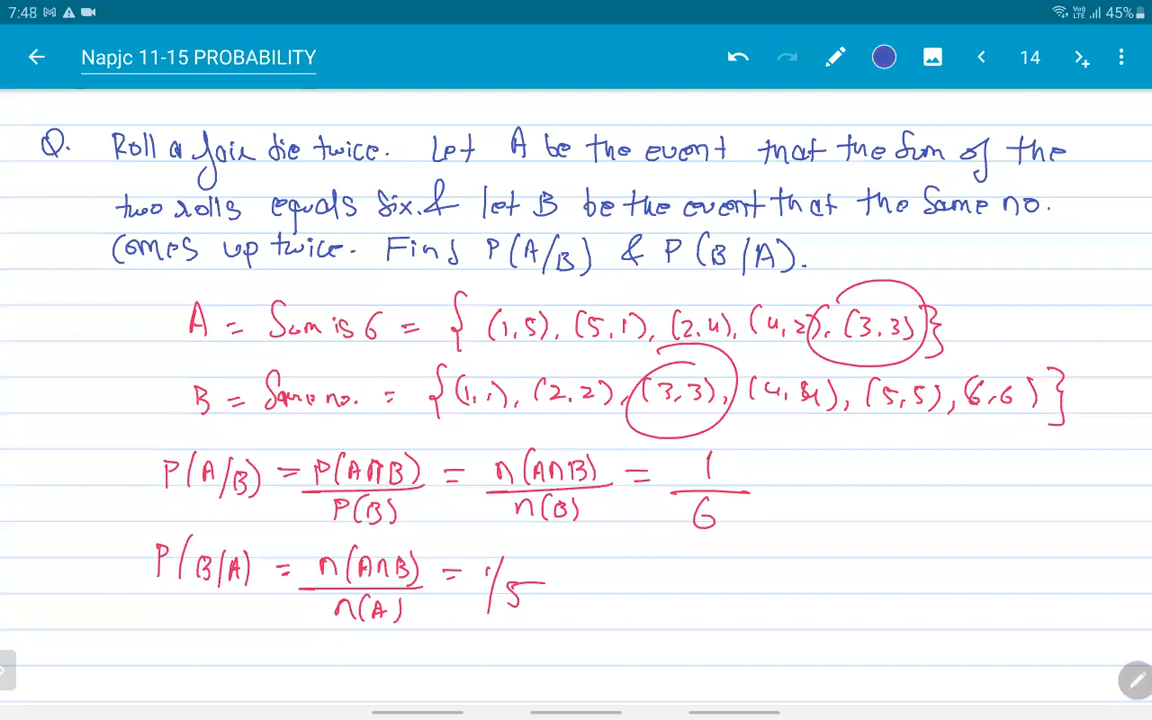 7:48 45%
Napjc 11-15 PROBABILITY 14
Q. Roll a fair die twice. Let A be the event that the Sum of the
two rolls equals Six. & let B be the event that the Same no.
Comes up twice. Find P(A/B) & P(B/A).
A = Sum is 6 = { (1,5), (5,1), (2,4), (4,2), (3,3) }
B = Same no. = { (1,1), (2,2), (3,3), (4,4), (5,5), (6,6) }
P(A/B) = P(A∩B)/P(B) = n(A∩B)/n(B) = 1/6
P(B/A) = n(A∩B)/n(A) = 1/5